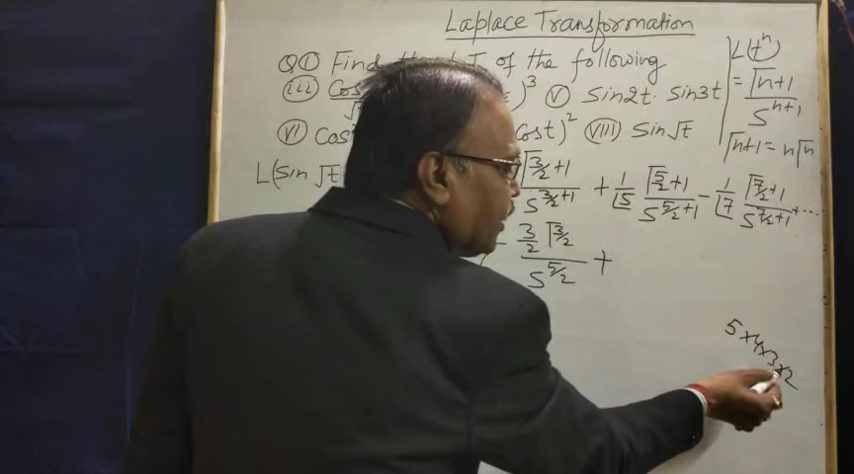 Laplace Transformation
Q① Find of the following
(iii) Cos )³ (v) Sin2t. Sin3t
(vi) Cos cost)² (viii) Sin√t
L(t^n)
= Γn+1 / S^(n+1)
Γn+1 = nΓn
L(Sin √t Γ3/2+1 / S^(3/2+1) + 1/⌊5 Γ5/2+1 / S^(5/2+1) - 1/⌊7 Γ7/2+1 / S^(7/2+1) + ...
- 3/2 Γ3/2 / S^(5/2) +
5×4×3×2